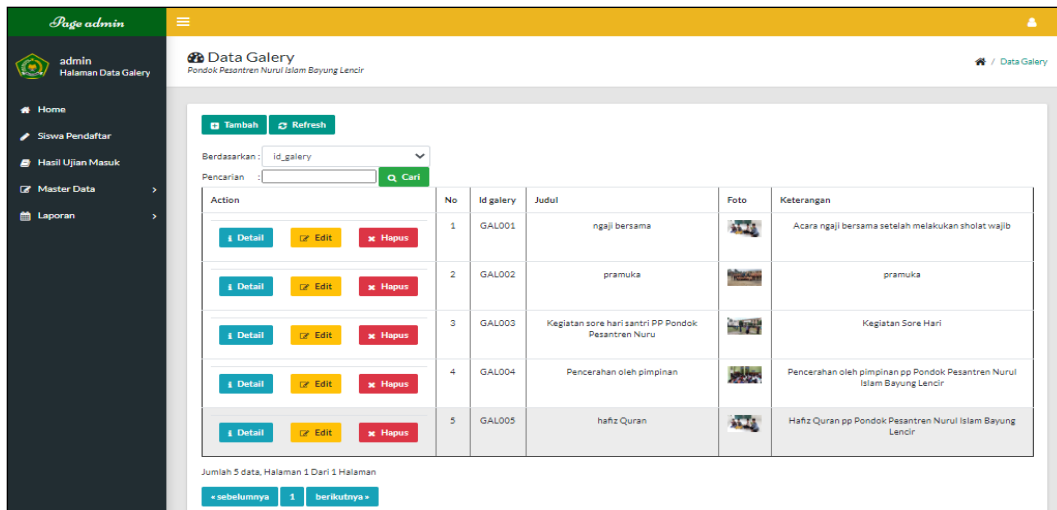 Page admin
admin
Halaman Data Galery
Home
Siswa Pendaftar
Hasil Ujian Masuk
Master Data
Laporan
Data Galery
Pondok Pesantren Nurul Islam Bayung Lencir
/ Data Galery
Tambah Refresh
Berdasarkan : id_galery
Pencarian : Cari
Action No Id galery Judul Foto Keterangan
Detail Edit Hapus 1 GAL001 ngaji bersama Acara ngaji bersama setelah melakukan sholat wajib
Detail Edit Hapus 2 GAL002 pramuka pramuka
Detail Edit Hapus 3 GAL003 Kegiatan sore hari santri PP Pondok Kegiatan Sore Hari
Pesantren Nuru
Detail Edit Hapus 4 GAL004 Pencerahan oleh pimpinan Pencerahan oleh pimpinan pp Pondok Pesantren Nurul
Islam Bayung Lencir
Detail Edit Hapus 5 GAL005 hafiz Quran Hafiz Quran pp Pondok Pesantren Nurul Islam Bayung
Lencir
Jumlah 5 data, Halaman 1 Dari 1 Halaman
« sebelumnya 1 berikutnya »